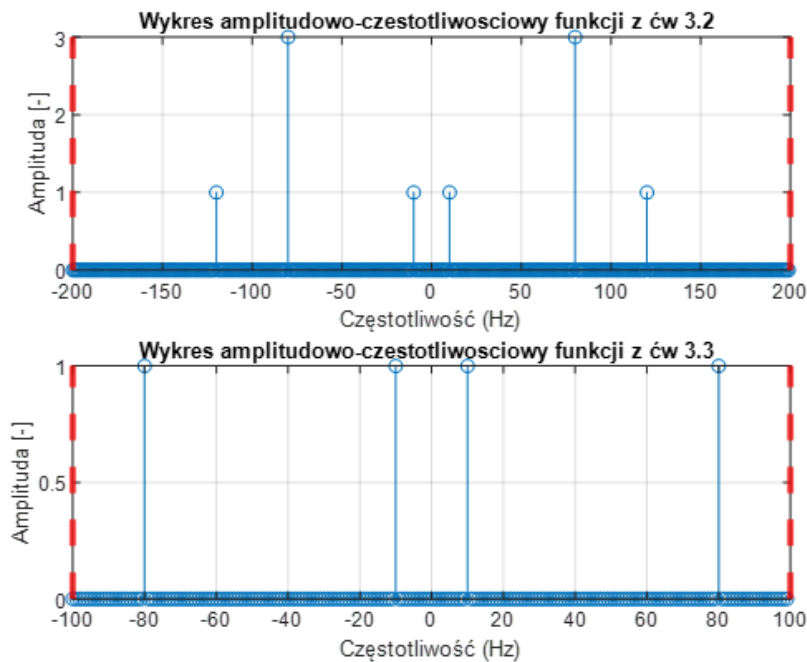 Wykres amplitudowo-czestotliwosciowy funkcji z ćw 3.2
3
2
1
0
Amplituda [-]
-200 -150 -100 -50 0 50 100 150 200
Częstotliwość (Hz)
Wykres amplitudowo-czestotliwosciowy funkcji z ćw 3.3
1
0.5
0
Amplituda [-]
-100 -80 -60 -40 -20 0 20 40 60 80 100
Częstotliwość (Hz)